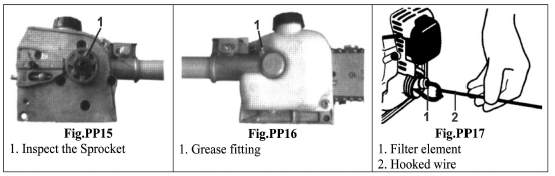 1
Fig.PP15
1. Inspect the Sprocket
1
Fig.PP16
1. Grease fitting
1
2
Fig.PP17
1. Filter element
2. Hooked wire